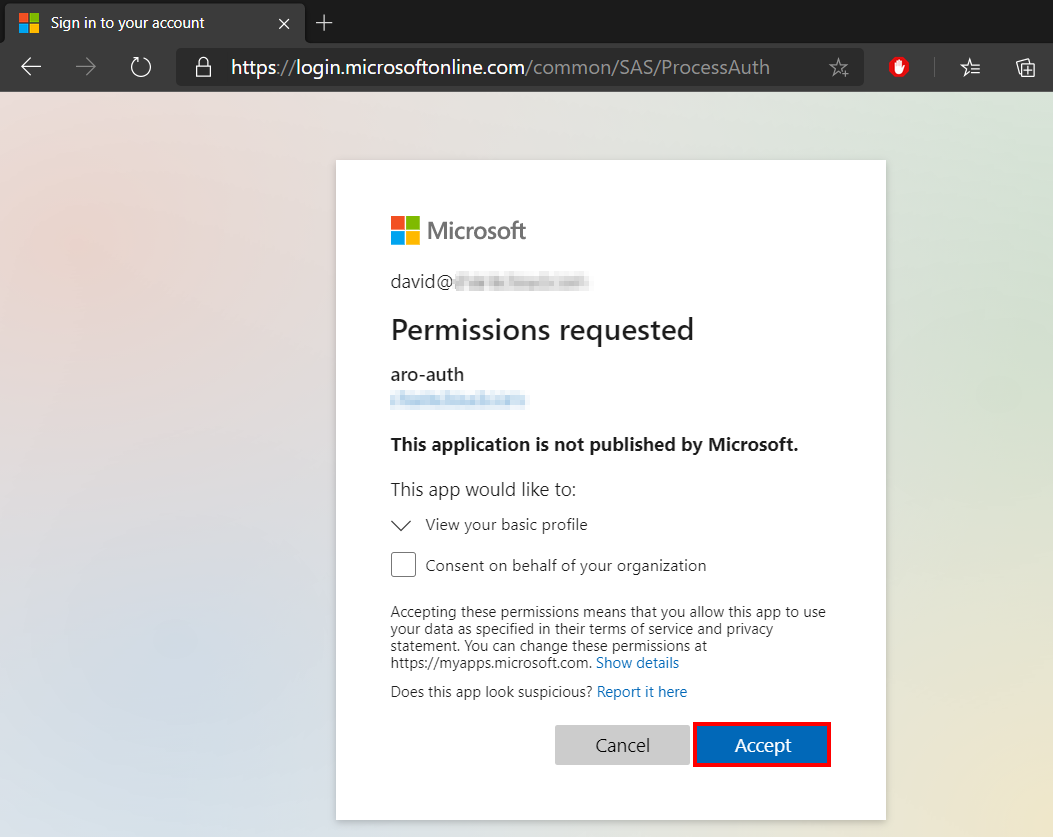 Sign in to your account
https://login.microsoftonline.com/common/SAS/ProcessAuth
Microsoft
david@
Permissions requested
aro-auth
This application is not published by Microsoft.
This app would like to:
View your basic profile
Consent on behalf of your organization
Accepting these permissions means that you allow this app to use
your data as specified in their terms of service and privacy
statement. You can change these permissions at
https://myapps.microsoft.com. Show details
Does this app look suspicious? Report it here
Cancel
Accept